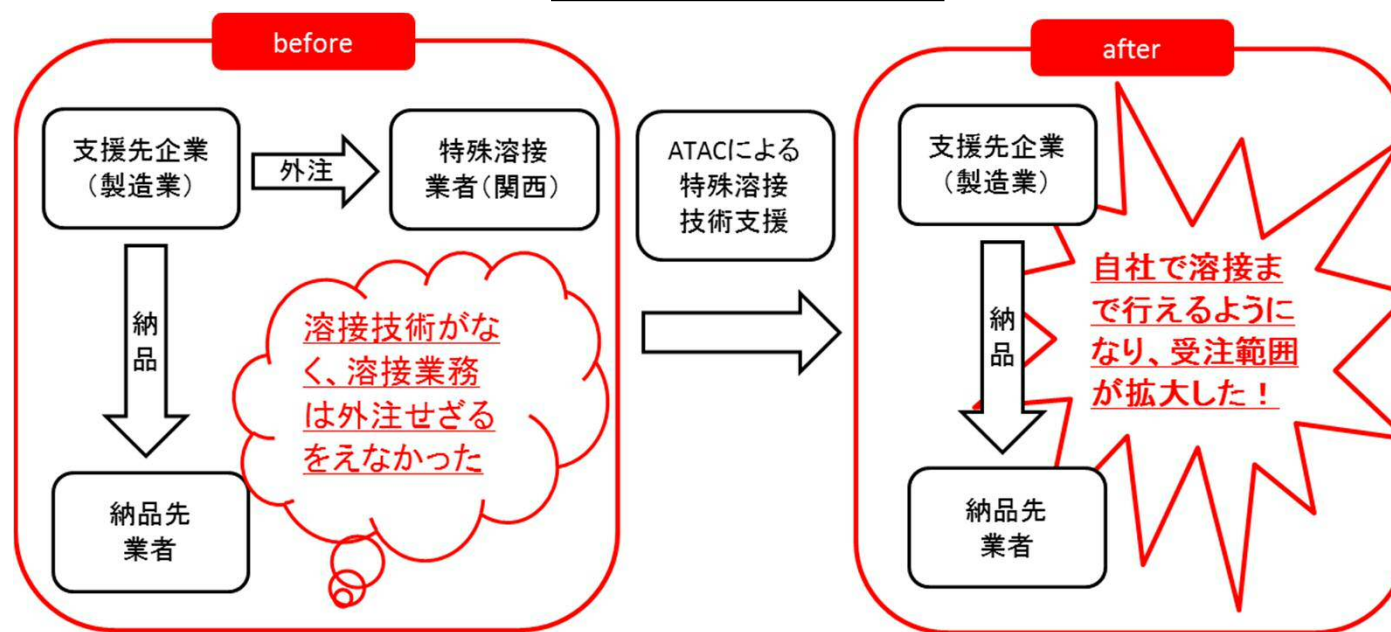 before
支援先企業
（製造業）
外注
特殊溶接
業者（関西）
納
品
溶接技術がな
く、溶接業務
は外注せざる
をえなかった
納品先
業者
ATACによる
特殊溶接
技術支援
after
支援先企業
（製造業）
納
品
自社で溶接ま
で行えるように
なり、受注範囲
が拡大した！
納品先
業者